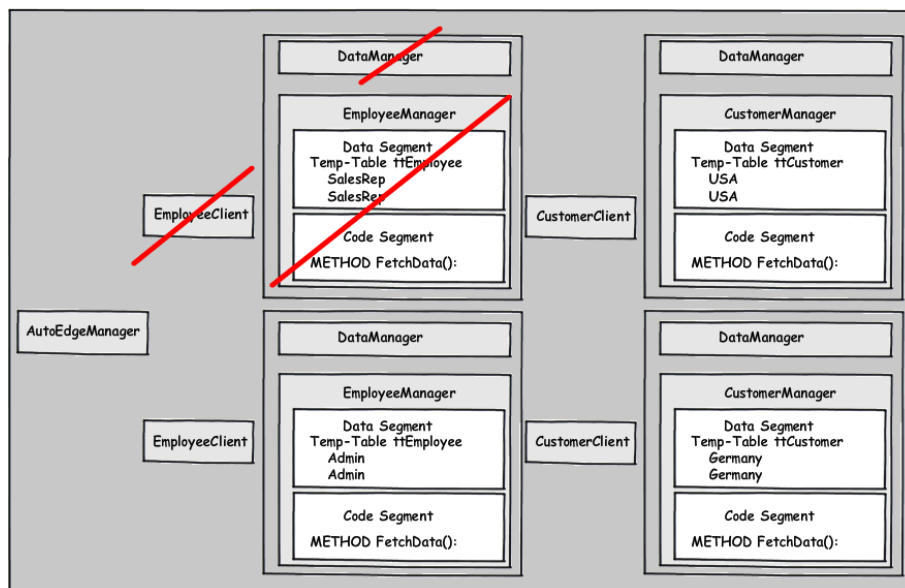 DataManager
EmployeeManager
Data Segment
Temp-Table ttEmployee
SalesRep
SalesRep
Code Segment
METHOD FetchData():
EmployeeClient
DataManager
CustomerManager
Data Segment
Temp-Table ttCustomer
USA
USA
Code Segment
METHOD FetchData():
CustomerClient
AutoEdgeManager
DataManager
EmployeeManager
Data Segment
Temp-Table ttEmployee
Admin
Admin
Code Segment
METHOD FetchData():
EmployeeClient
DataManager
CustomerManager
Data Segment
Temp-Table ttCustomer
Germany
Germany
Code Segment
METHOD FetchData():
CustomerClient